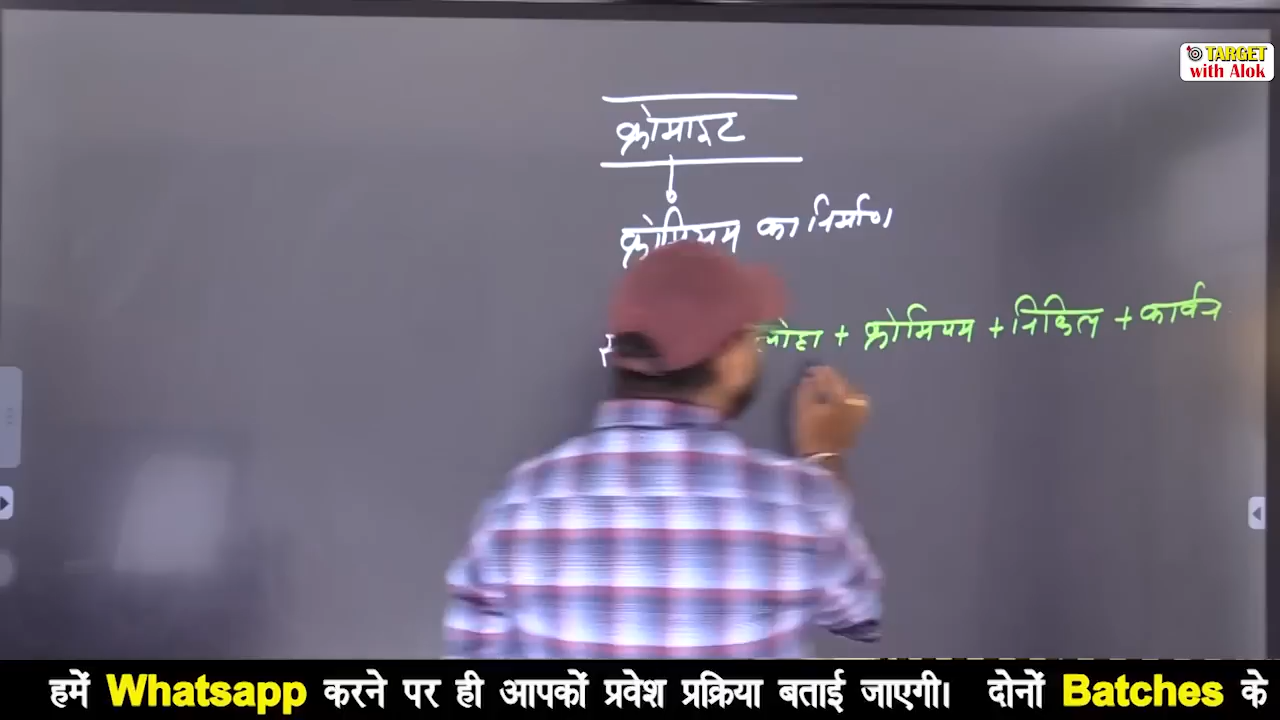 TARGET
with Alok
क्रोमाइट
क्रोमियम का निर्माण
लोहा + क्रोमियम + निकिल + कार्बन
हमें Whatsapp करने पर ही आपकों प्रवेश प्रक्रिया बताई जाएगी। दोनों Batches के